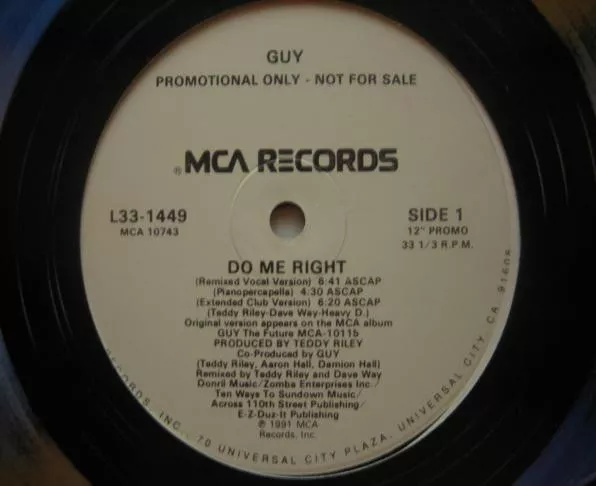 GUY
PROMOTIONAL ONLY - NOT FOR SALE
® MCA RECORDS
L33-1449
MCA 10743
SIDE 1
12" PROMO
33 1/3 R.P.M.
DO ME RIGHT
(Remixed Vocal Version) 6:41 ASCAP
(Pianopercapella) 4:30 ASCAP
(Extended Club Version) 6:20 ASCAP
(Teddy Riley-Dave Way-Heavy D.)
Original version appears on the MCA album
GUY The Future MCA-10115
PRODUCED BY TEDDY RILEY
Co-Produced by GUY
(Teddy Riley, Aaron Hall, Damion Hall)
Remixed by Teddy Riley and Dave Way
Donril Music/Zomba Enterprises Inc./
Ten Ways To Sundown Music/
Across 110th Street Publishing/
E-Z-Duz-It Publishing
℗ 1991 MCA
Records, Inc.
RECORDS, INC., 70 UNIVERSAL CITY PLAZA, UNIVERSAL CITY, CA. 91608